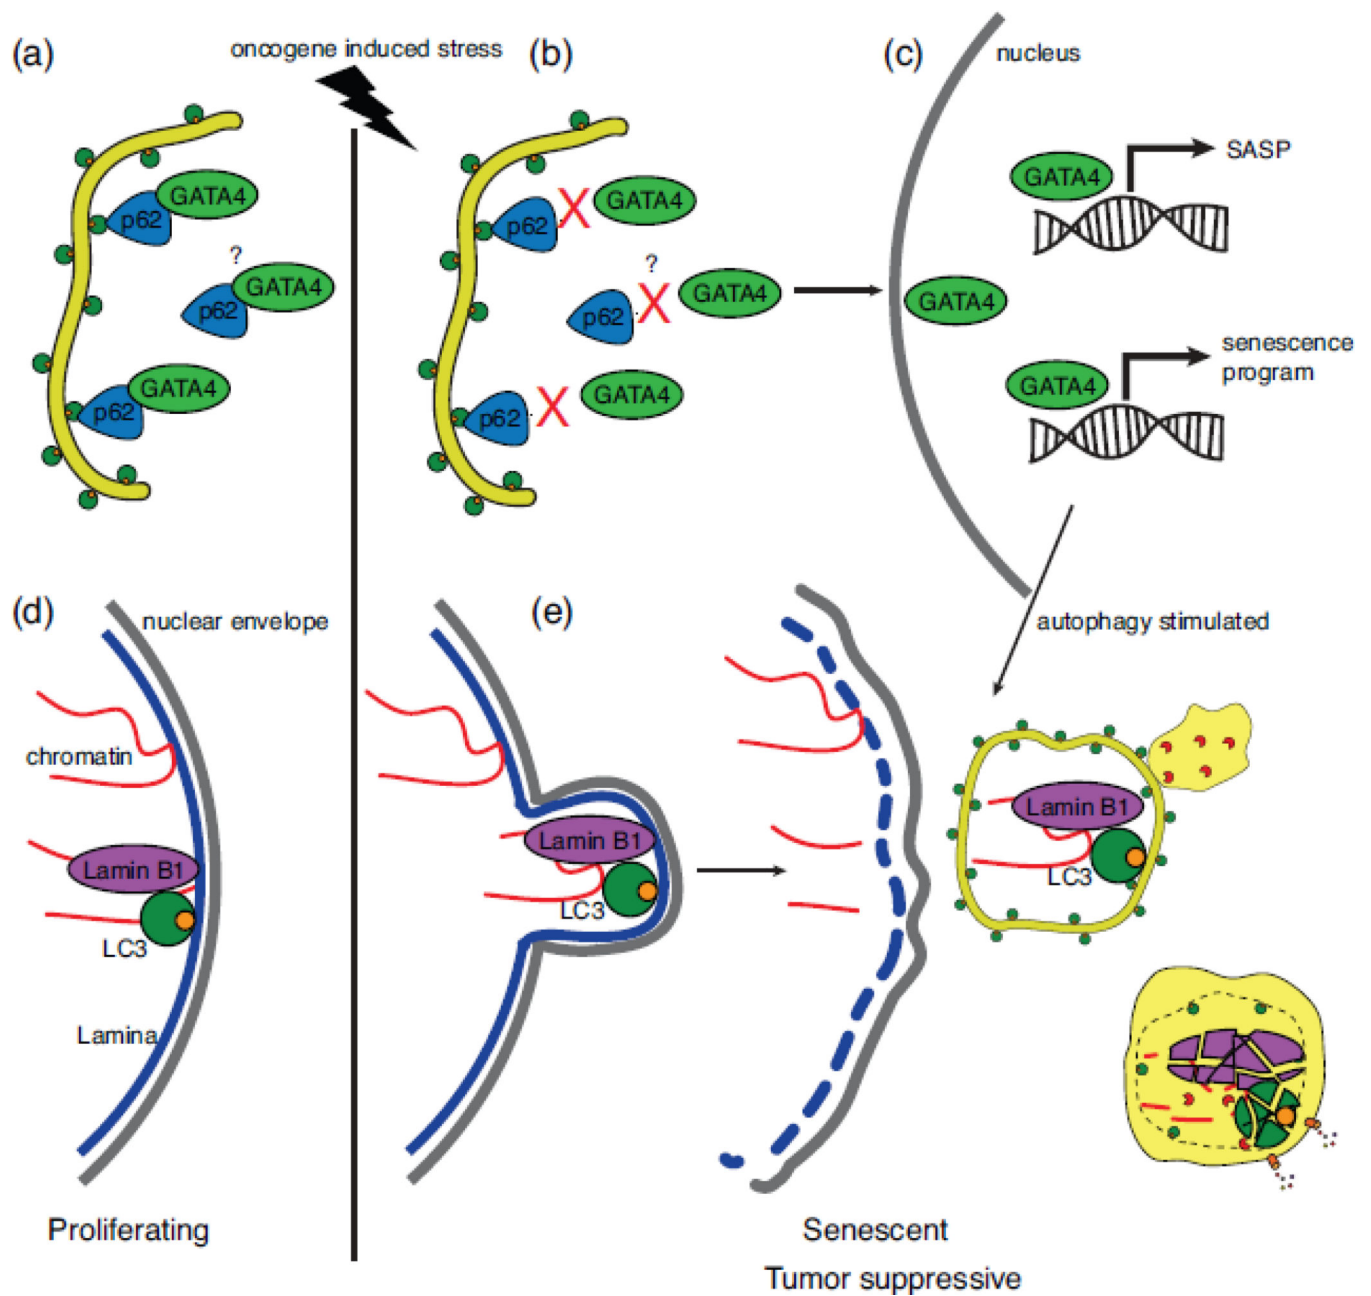 (a)
oncogene induced stress
(b)
(c)
nucleus
GATA4
p62
?
GATA4
p62
GATA4
p62
X
GATA4
p62
?
X
GATA4
p62
X
GATA4
p62
GATA4
SASP
GATA4
GATA4
senescence
program
(d)
nuclear envelope
chromatin
Lamin B1
LC3
Lamina
(e)
Lamin B1
LC3
autophagy stimulated
Lamin B1
LC3
Proliferating
Senescent
Tumor suppressive